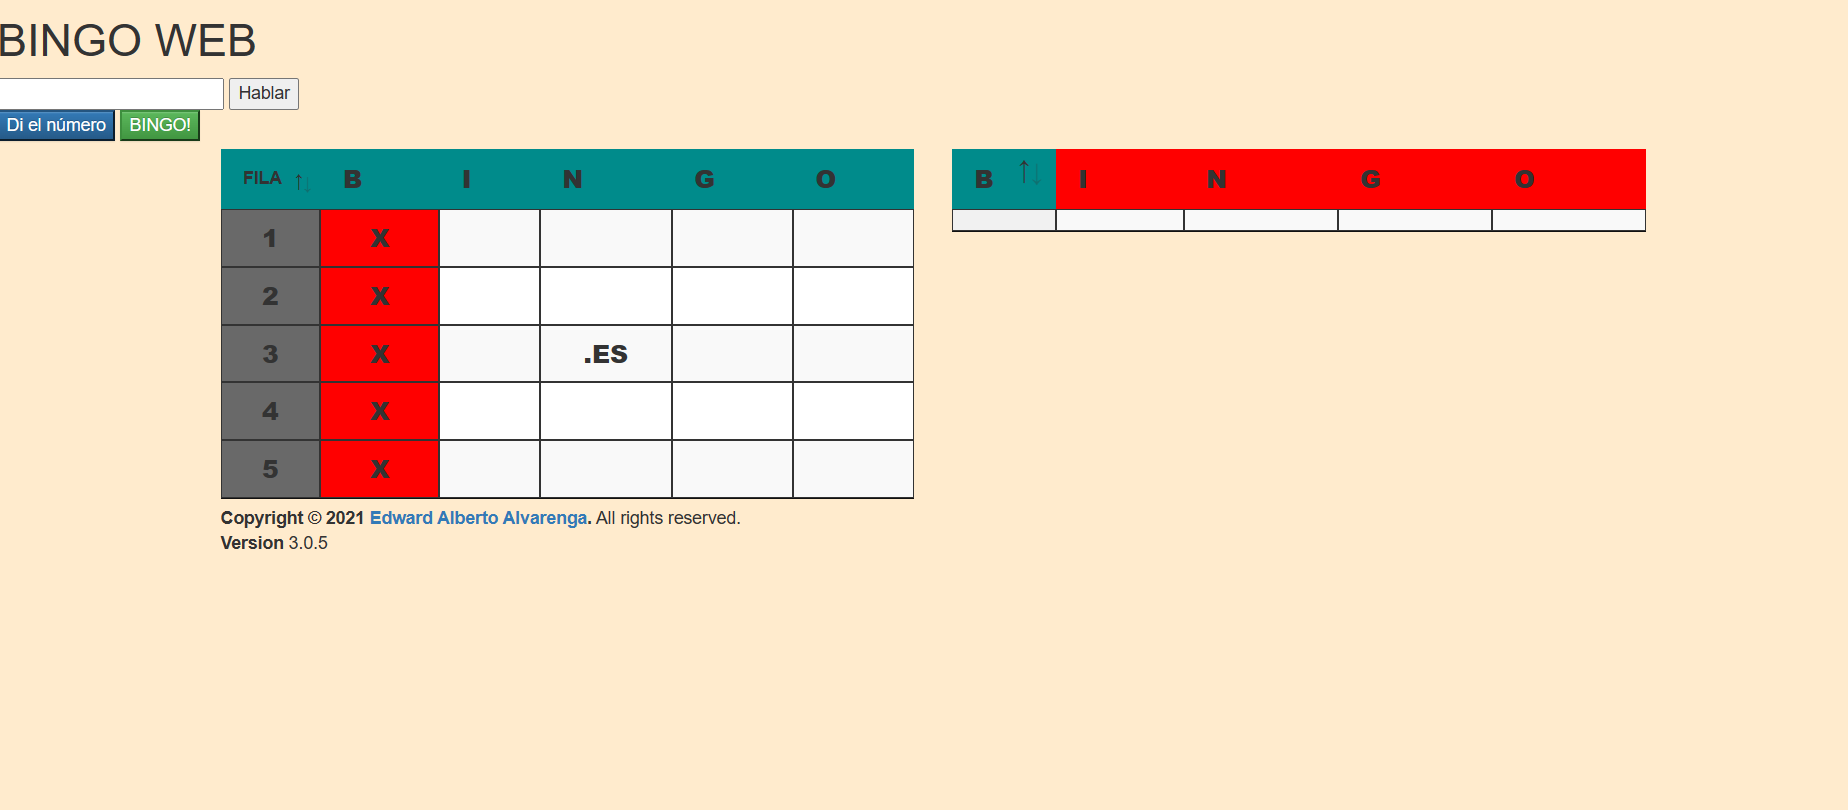 BINGO WEB
Hablar
Di el número BINGO!
FILA ↑↓ B I N G O
1 X
2 X
3 X .ES
4 X
5 X
B ↑↓ I N G O
Copyright © 2021 Edward Alberto Alvarenga. All rights reserved.
Version 3.0.5